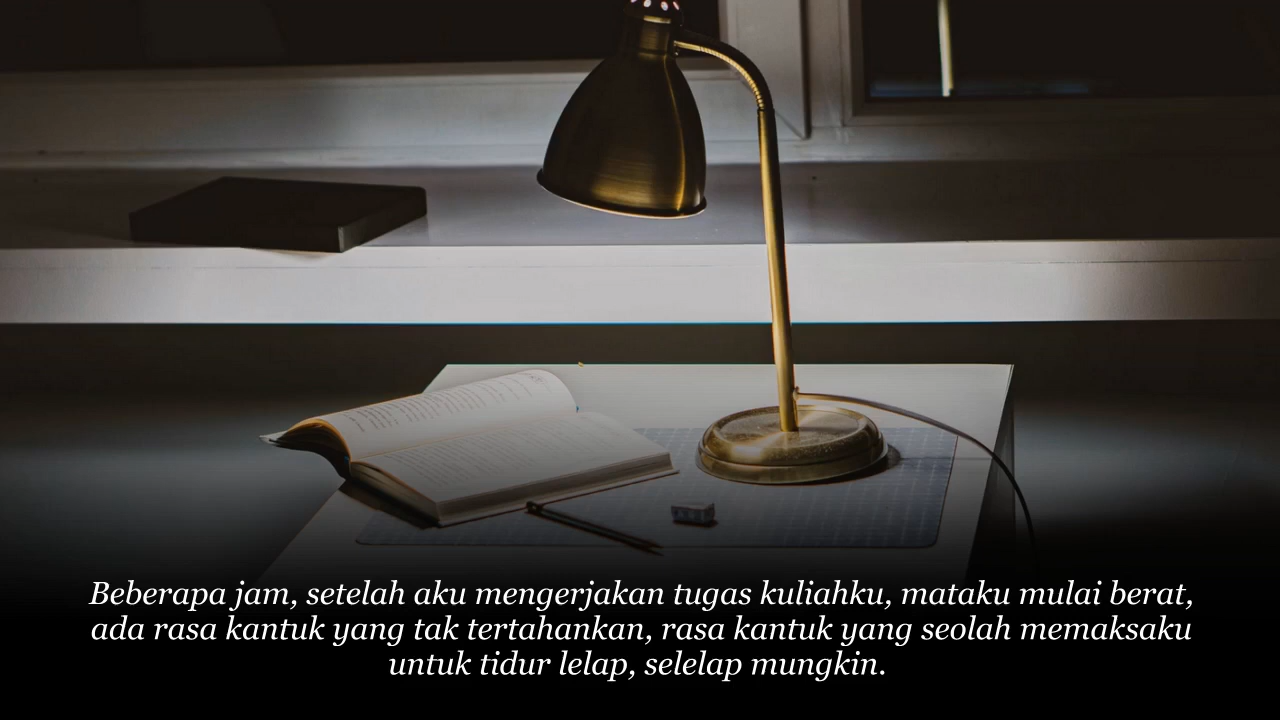 Beberapa jam, setelah aku mengerjakan tugas kuliahku, mataku mulai berat,
ada rasa kantuk yang tak tertahankan, rasa kantuk yang seolah memaksaku
untuk tidur lelap, selelap mungkin.